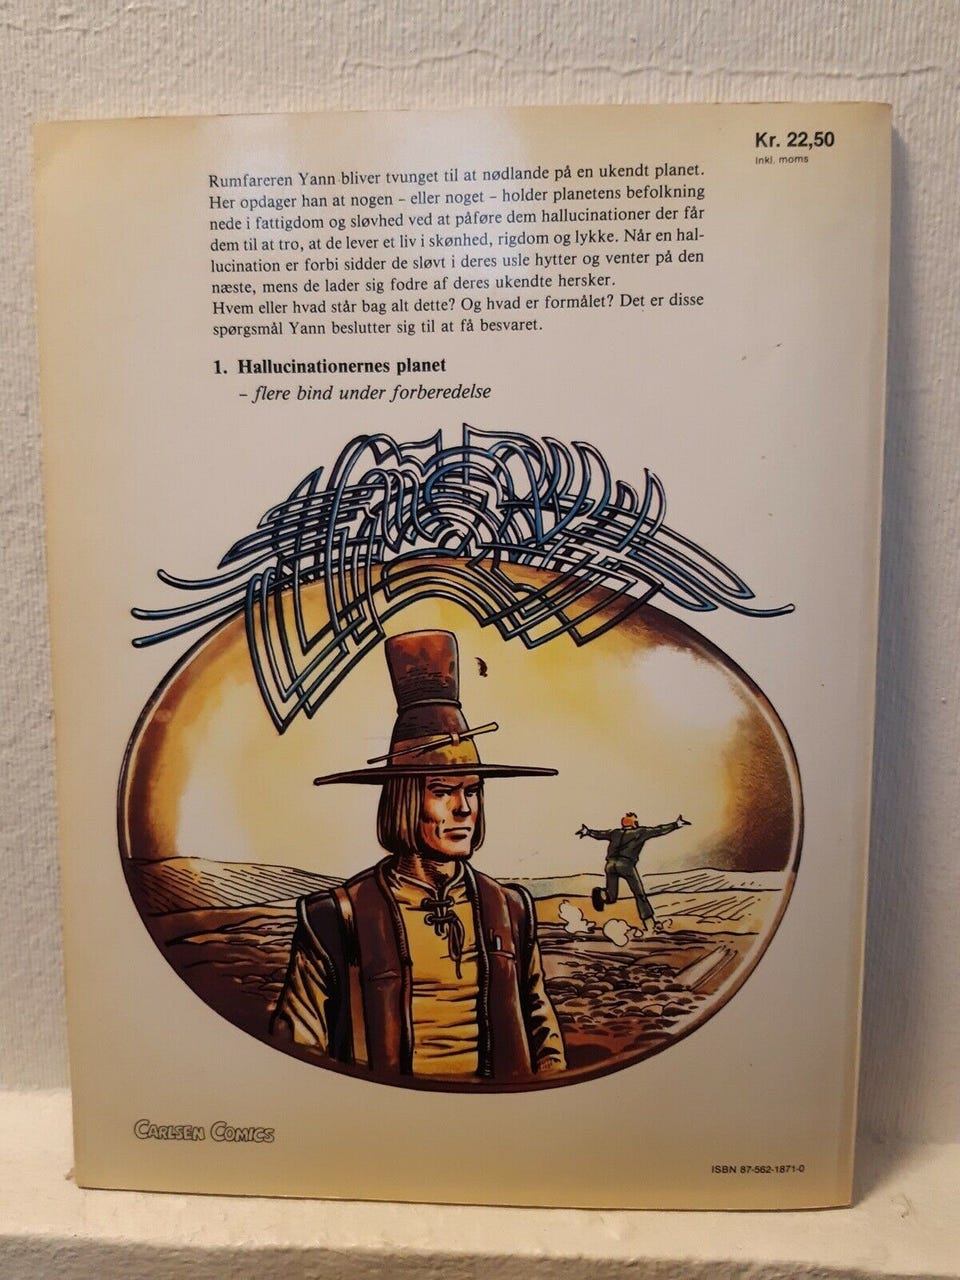 Kr. 22,50
Inkl. moms
Rumfareren Yann bliver tvunget til at nødlande på en ukendt planet.
Her opdager han at nogen – eller noget – holder planetens befolkning
nede i fattigdom og sløvhed ved at påføre dem hallucinationer der får
dem til at tro, at de lever et liv i skønhed, rigdom og lykke. Når en hal-
lucination er forbi sidder de sløvt i deres usle hytter og venter på den
næste, mens de lader sig fodre af deres ukendte hersker.
Hvem eller hvad står bag alt dette? Og hvad er formålet? Det er disse
spørgsmål Yann beslutter sig til at få besvaret.
1. Hallucinationernes planet
– flere bind under forberedelse
CARLSEN COMICS
ISBN 87-562-1871-0